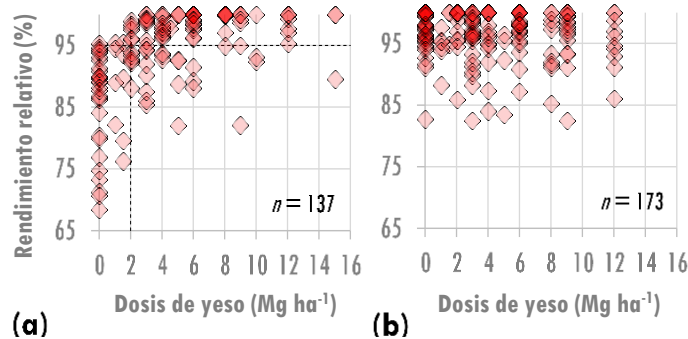 Rendimiento relativo (%)
95
85
75
65
n = 137
0 2 4 6 8 10 12 14 16
Dosis de yeso (Mg ha-1)
(a)
95
85
75
65
n = 173
0 2 4 6 8 10 12 14 16
Dosis de yeso (Mg ha-1)
(b)